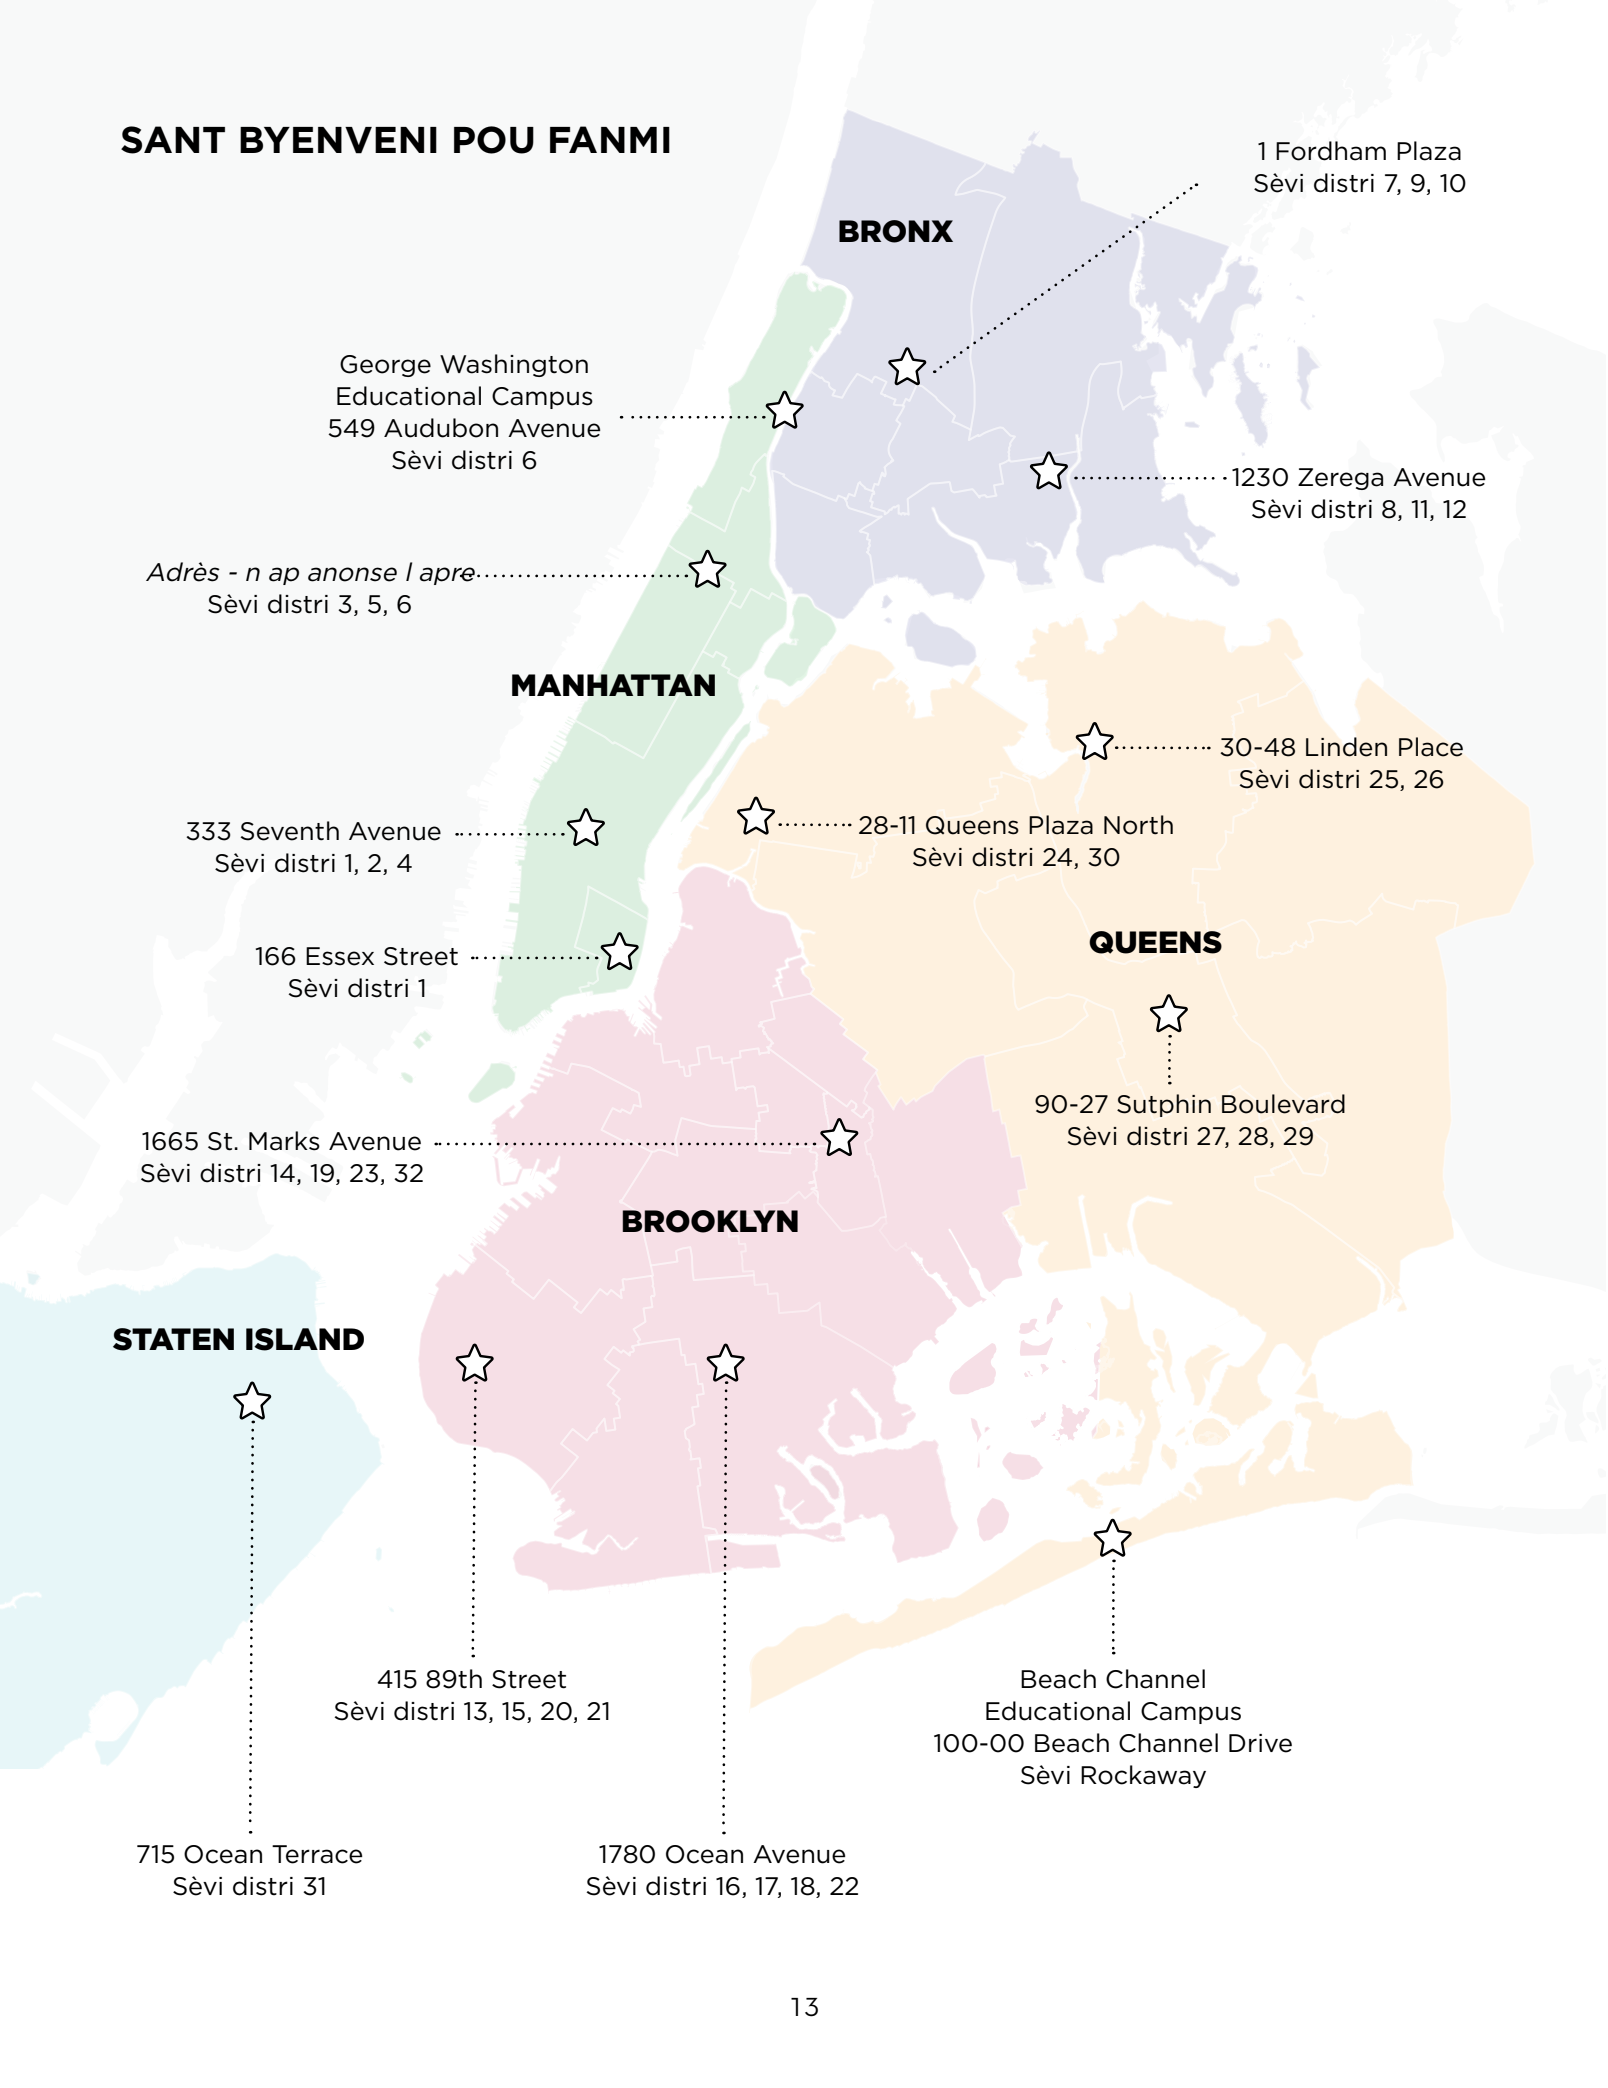 SANT BYENVENI POU FANMI
1 Fordham Plaza
Sèvi distri 7, 9, 10
BRONX
George Washington
Educational Campus
549 Audubon Avenue
Sèvi distri 6
1230 Zerega Avenue
Sèvi distri 8, 11, 12
Adrès - n ap anonse l apre
Sèvi distri 3, 5, 6
MANHATTAN
30-48 Linden Place
Sèvi distri 25, 26
333 Seventh Avenue
Sèvi distri 1, 2, 4
28-11 Queens Plaza North
Sèvi distri 24, 30
QUEENS
166 Essex Street
Sèvi distri 1
90-27 Sutphin Boulevard
Sèvi distri 27, 28, 29
1665 St. Marks Avenue
Sèvi distri 14, 19, 23, 32
BROOKLYN
STATEN ISLAND
415 89th Street
Sèvi distri 13, 15, 20, 21
Beach Channel
Educational Campus
100-00 Beach Channel Drive
Sèvi Rockaway
715 Ocean Terrace
Sèvi distri 31
1780 Ocean Avenue
Sèvi distri 16, 17, 18, 22
13